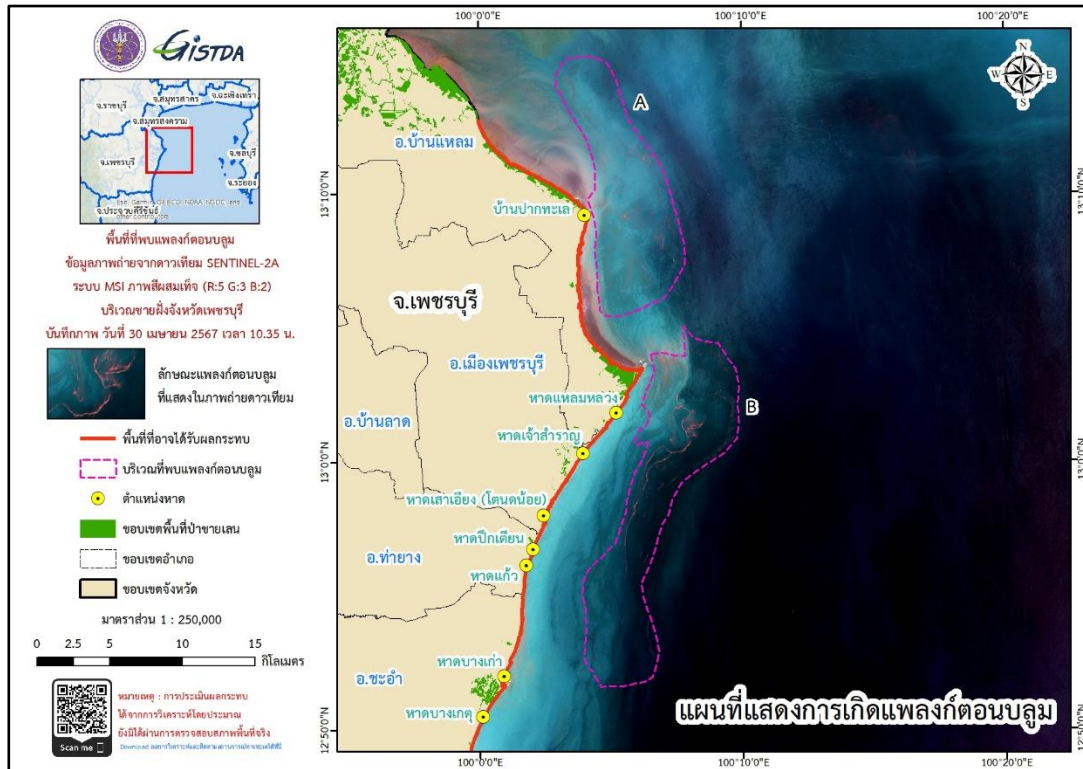 GISTDA
จ.ราชบุรี
จ.สมุทรสาคร
จ.ฉะเชิงเทรา
จ.สมุทรสงคราม
จ.เพชรบุรี
จ.ชลบุรี
จ.ระยอง
จ.ประจวบคีรีขันธ์
Esri, Garmin, GEBCO, NOAA NGDC, and
other contributors
พื้นที่ที่พบแพลงก์ตอนบลูม
ข้อมูลภาพถ่ายจากดาวเทียม SENTINEL-2A
ระบบ MSI ภาพสีผสมเท็จ (R:5 G:3 B:2)
บริเวณชายฝั่งจังหวัดเพชรบุรี
บันทึกภาพ วันที่ 30 เมษายน 2567 เวลา 10.35 น.
ลักษณะแพลงก์ตอนบลูม
ที่แสดงในภาพถ่ายดาวเทียม
พื้นที่ที่อาจได้รับผลกระทบ
บริเวณที่พบแพลงก์ตอนบลูม
ตำแหน่งหาด
ขอบเขตพื้นที่ป่าชายเลน
ขอบเขตอำเภอ
ขอบเขตจังหวัด
มาตราส่วน 1 : 250,000
0 2.5 5 10 15
กิโลเมตร
Scan me
หมายเหตุ : การประเมินผลกระทบ
ได้จากการวิเคราะห์โดยประมาณ
ยังมิได้ผ่านการตรวจสอบสภาพพื้นที่จริง
100°0'0"E 100°10'0"E 100°20'0"E
N
W E
S
A
อ.บ้านแหลม
13°10'0"N 13°10'0"N
บ้านปากทะเล
จ.เพชรบุรี
อ.เมืองเพชรบุรี
หาดแหลมหลวง
B
อ.บ้านลาด
หาดเจ้าสำราญ
13°0'0"N 13°0'0"N
หาดเสาเอียง (โตนดน้อย)
หาดปึกเตียน
อ.ท่ายาง
หาดแก้ว
หาดบางเก่า
อ.ชะอำ
หาดบางเกตุ
แผนที่แสดงการเกิดแพลงก์ตอนบลูม
12°50'0"N 12°50'0"N
100°0'0"E 100°10'0"E 100°20'0"E